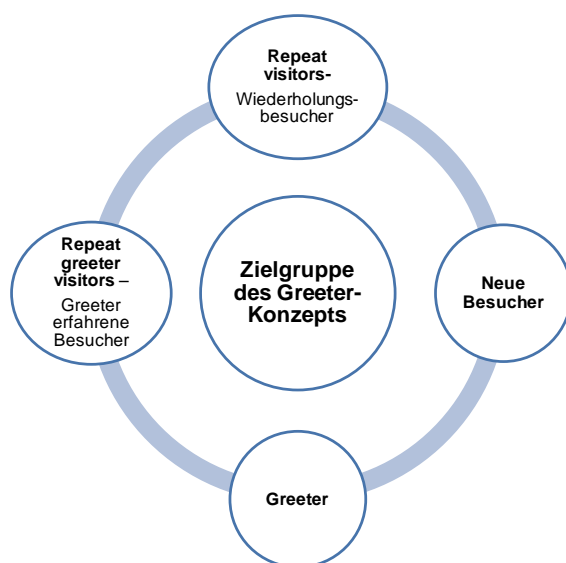 Repeat
visitors-
Wiederholungs-
besucher
Repeat
greeter
visitors –
Greeter
erfahrene
Besucher
Zielgruppe
des Greeter-
Konzepts
Neue
Besucher
Greeter